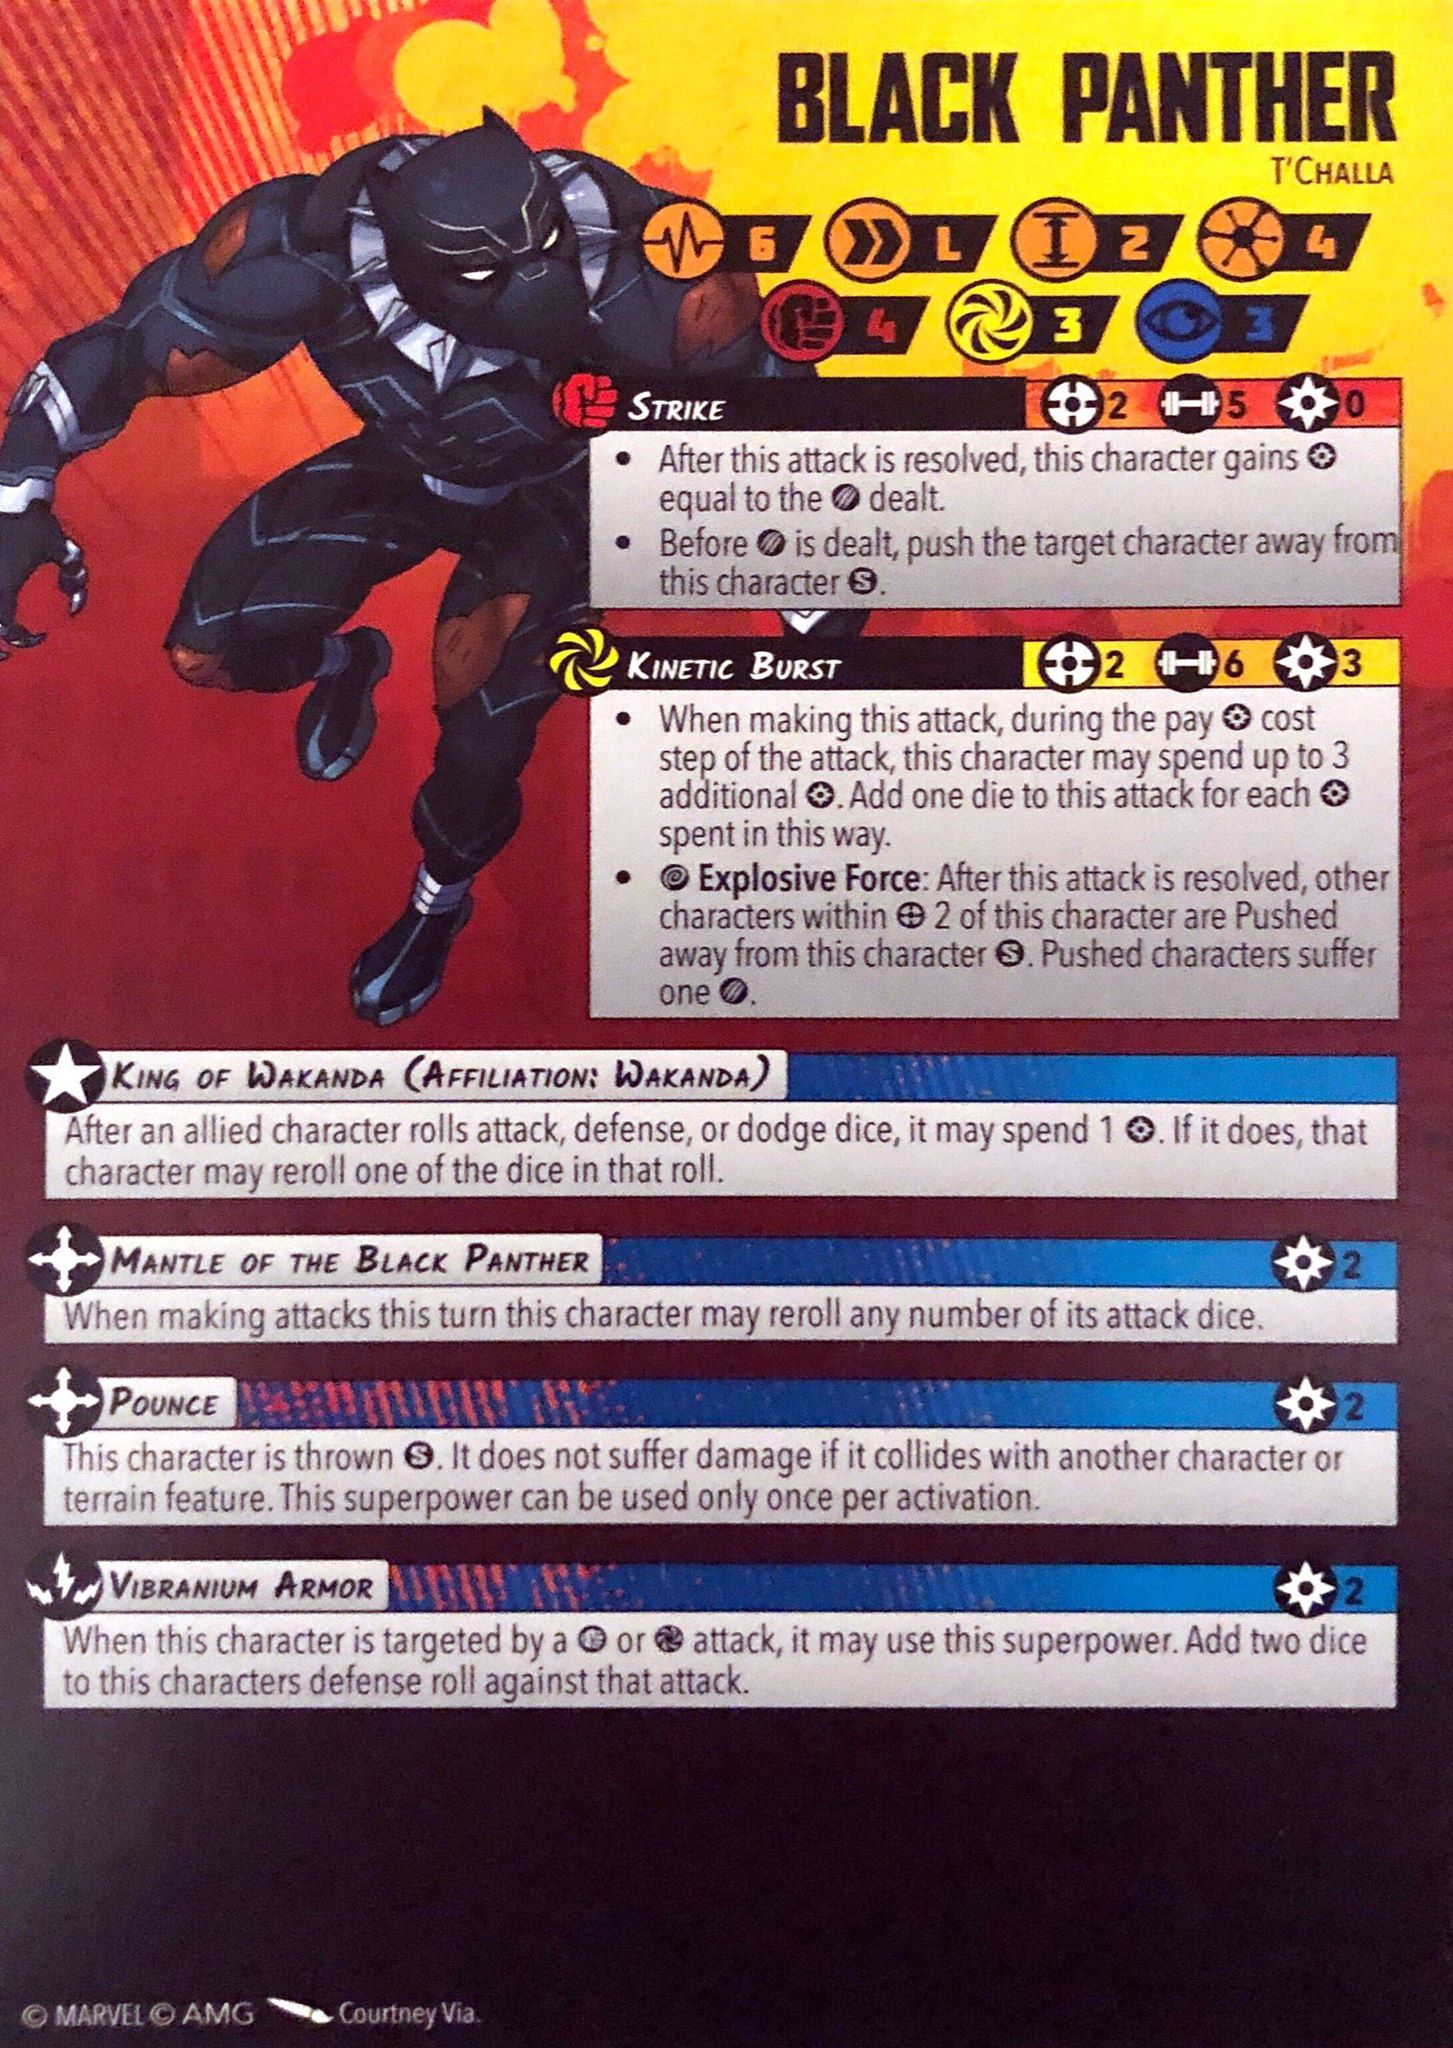 BLACK PANTHER
T'CHALLA
6 L 2 4
4 3 3
STRIKE 2 5 0
• After this attack is resolved, this character gains
equal to the dealt.
• Before is dealt, push the target character away from
this character S.
KINETIC BURST 2 6 3
• When making this attack, during the pay cost
step of the attack, this character may spend up to 3
additional . Add one die to this attack for each
spent in this way.
• Explosive Force: After this attack is resolved, other
characters within 2 of this character are Pushed
away from this character S. Pushed characters suffer
one .
KING OF WAKANDA (AFFILIATION: WAKANDA)
After an allied character rolls attack, defense, or dodge dice, it may spend 1 . If it does, that
character may reroll one of the dice in that roll.
MANTLE OF THE BLACK PANTHER 2
When making attacks this turn this character may reroll any number of its attack dice.
POUNCE 2
This character is thrown S. It does not suffer damage if it collides with another character or
terrain feature. This superpower can be used only once per activation.
VIBRANIUM ARMOR 2
When this character is targeted by a or attack, it may use this superpower. Add two dice
to this characters defense roll against that attack.
© MARVEL © AMG Courtney Via.